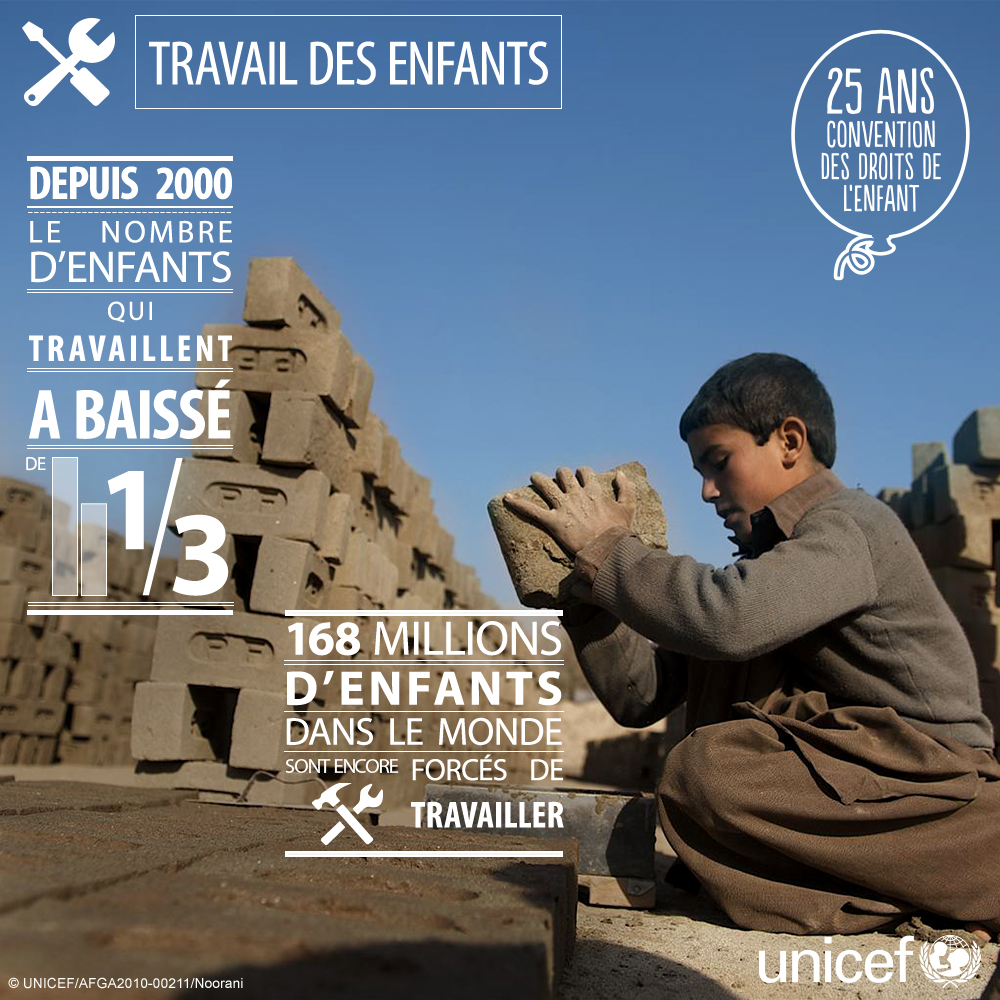 TRAVAIL DES ENFANTS
25 ANS
CONVENTION
DES DROITS DE
L'ENFANT
DEPUIS 2000
LE NOMBRE
D'ENFANTS
QUI
TRAVAILLENT
A BAISSÉ
DE 1/3
168 MILLIONS
D'ENFANTS
DANS LE MONDE
SONT ENCORE FORCÉS DE
TRAVAILLER
unicef
© UNICEF/AFGA2010-00211/Noorani